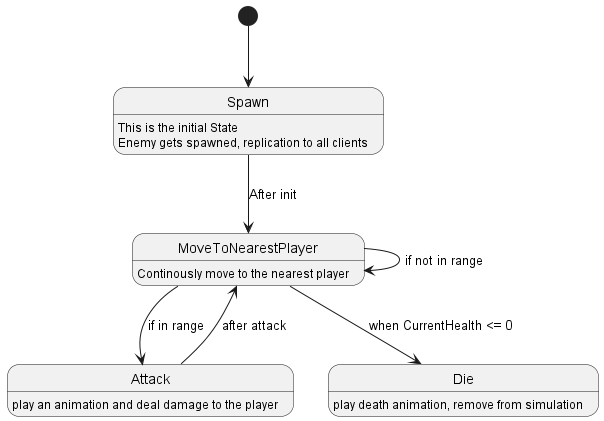 Spawn
This is the initial State
Enemy gets spawned, replication to all clients
After init
MoveToNearestPlayer
Continously move to the nearest player
if not in range
if in range
after attack
when CurrentHealth <= 0
Attack
play an animation and deal damage to the player
Die
play death animation, remove from simulation